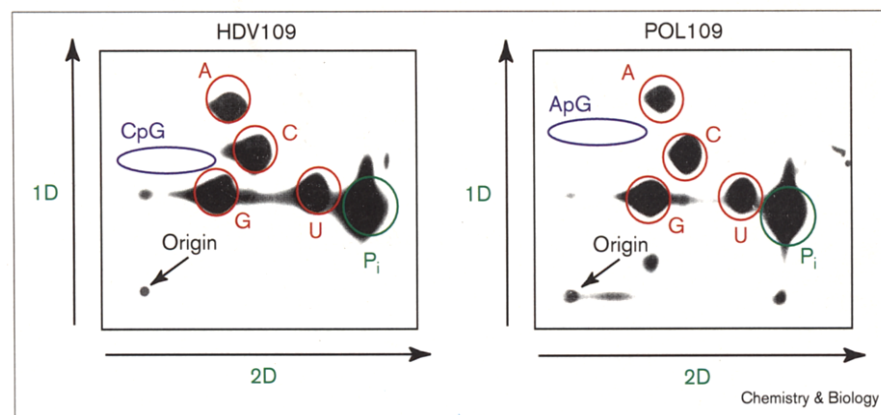 HDV109
A
CpG
C
1D
G
U
Origin
Pi
2D
POL109
A
ApG
C
1D
G
U
Origin
Pi
2D
Chemistry & Biology